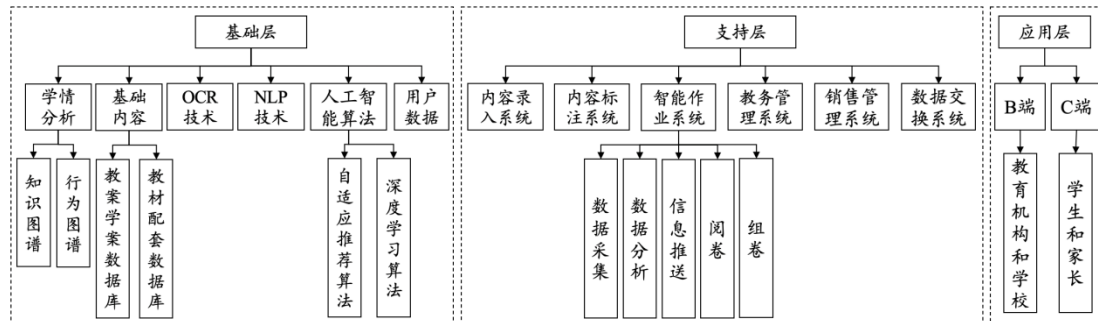 基础层
学情
分析
基础
内容
OCR
技术
NLP
技术
人工智
能算法
用户
数据
知识图谱
行为图谱
教案学案数据库
教材配套数据库
自适应推荐算法
深度学习算法
支持层
内容录
入系统
内容标
注系统
智能作
业系统
教务管
理系统
销售管
理系统
数据交
换系统
数据采集
数据分析
信息推送
阅卷
组卷
应用层
B端
C端
教育机构和学校
学生和家长